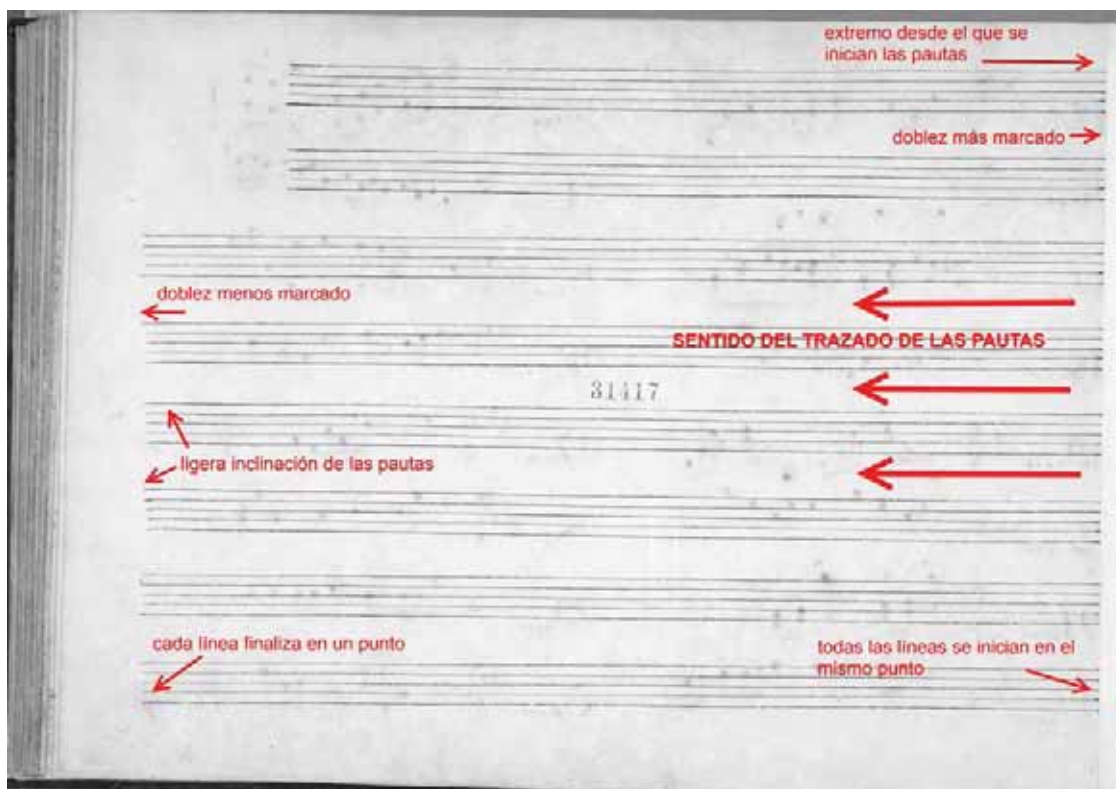 extremo desde el que se
inician las pautas
doblez más marcado
doblez menos marcado
SENTIDO DEL TRAZADO DE LAS PAUTAS
31417
ligera inclinación de las pautas
cada línea finaliza en un punto
todas las líneas se inician en el
mismo punto